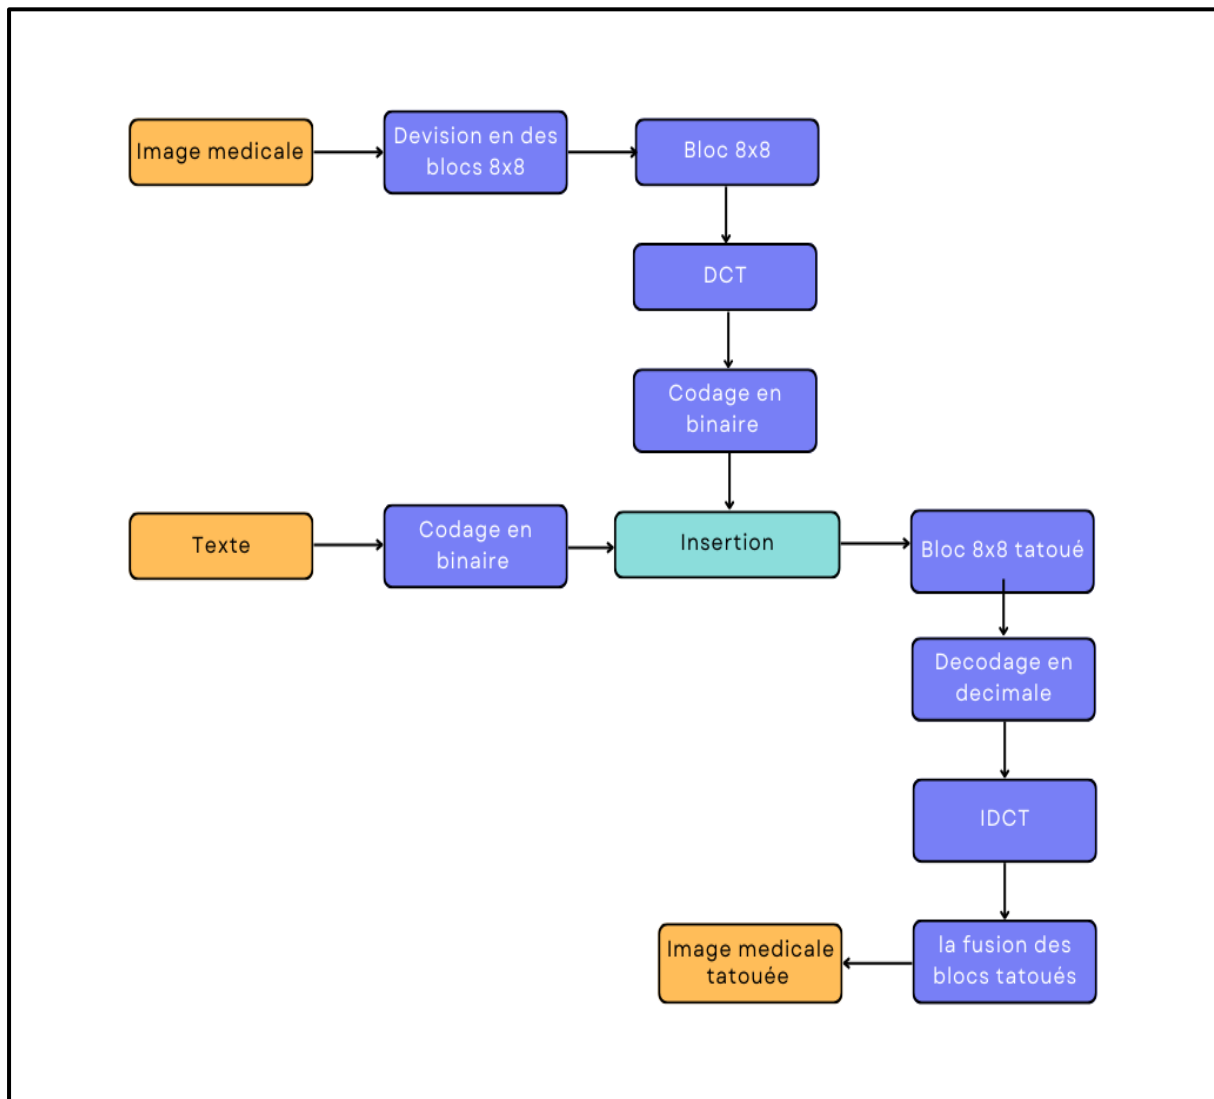 Image medicale
Devision en des
blocs 8x8
Bloc 8x8
DCT
Codage en
binaire
Texte
Codage en
binaire
Insertion
Bloc 8x8 tatoué
Decodage en
decimale
IDCT
la fusion des
blocs tatoués
Image medicale
tatouée